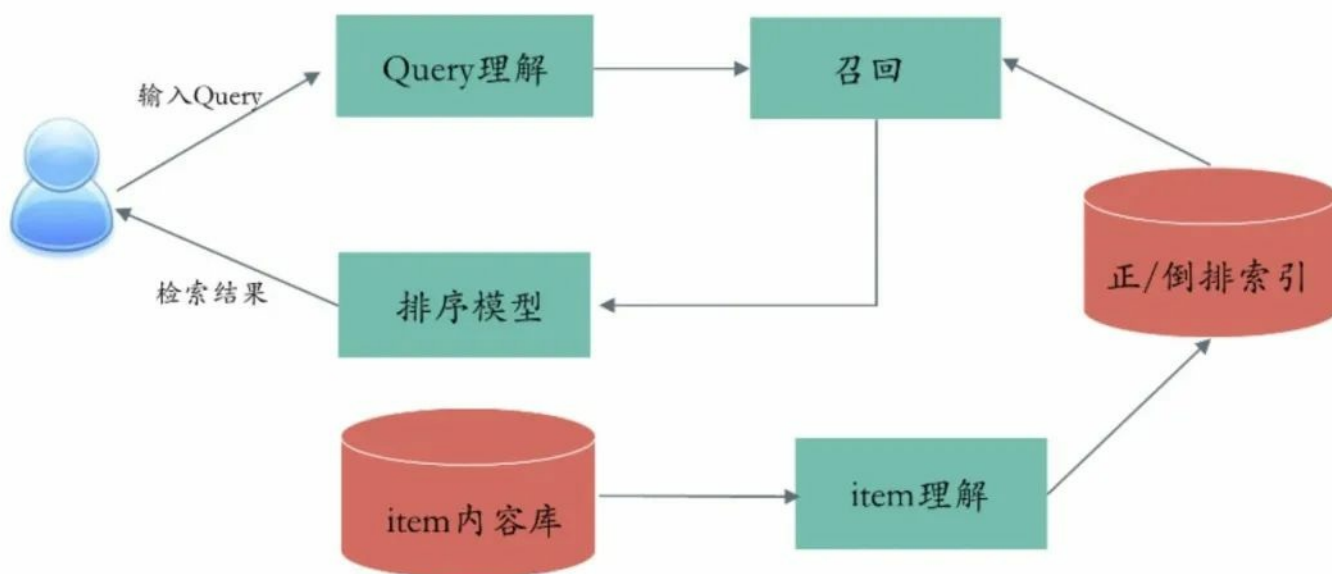 Query理解
召回
输入Query
正/倒排索引
检索结果
排序模型
item内容库
item理解